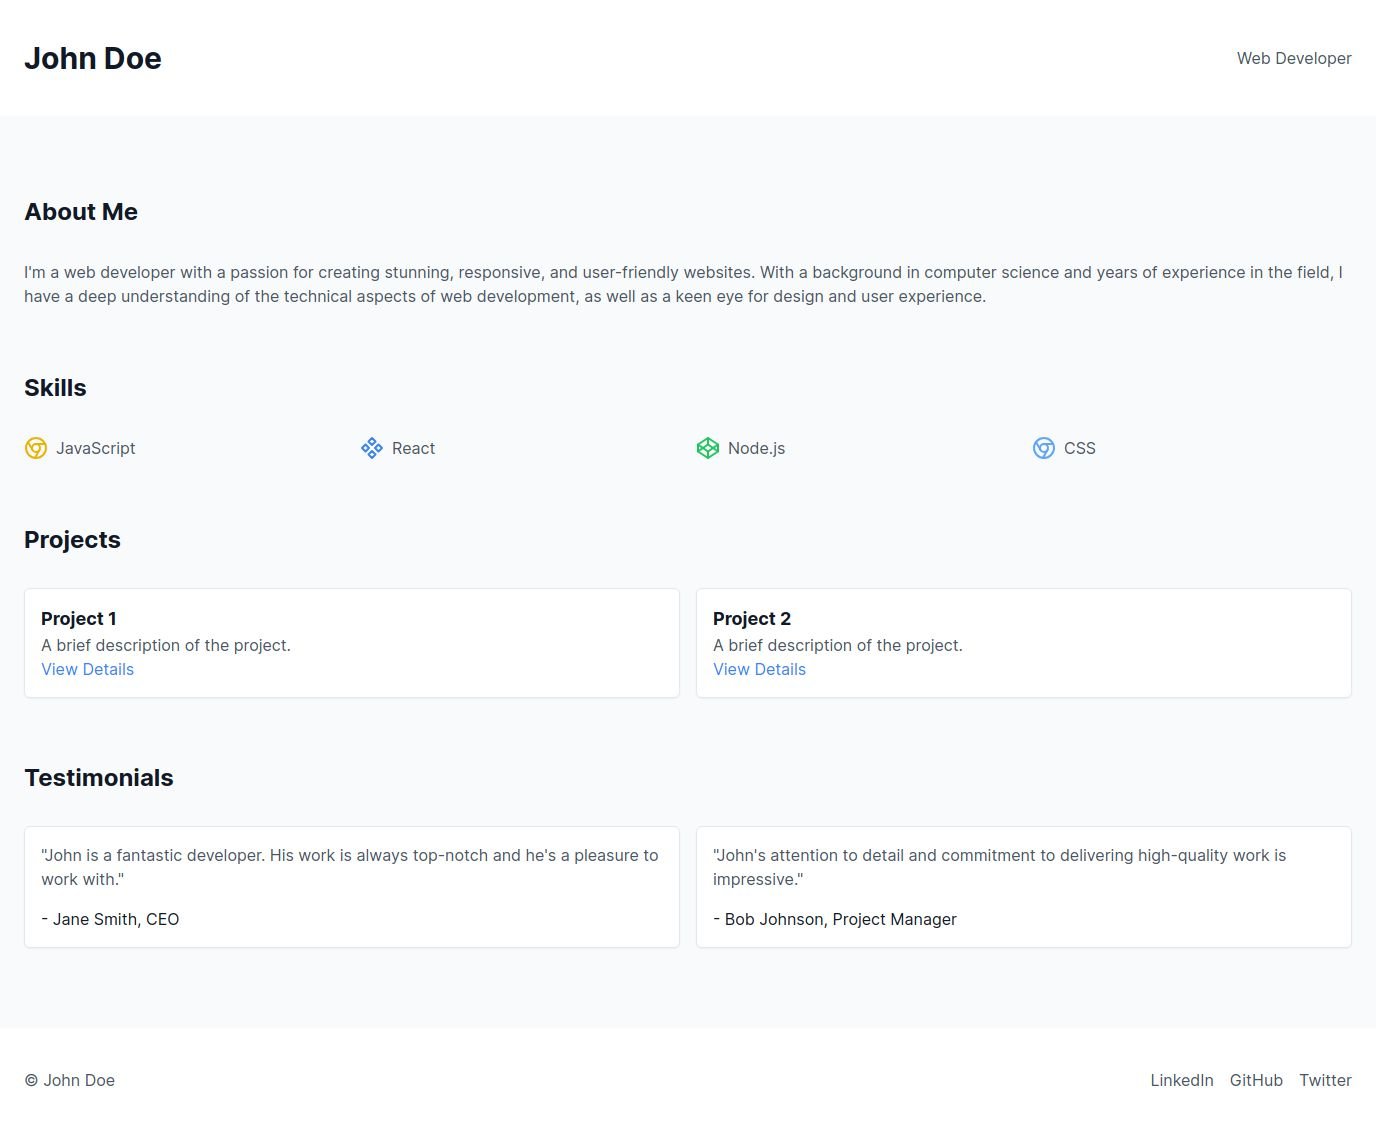 John Doe
Web Developer
About Me
I'm a web developer with a passion for creating stunning, responsive, and user-friendly websites. With a background in computer science and years of experience in the field, I
have a deep understanding of the technical aspects of web development, as well as a keen eye for design and user experience.
Skills
JavaScript
React
Node.js
CSS
Projects
Project 1
A brief description of the project.
View Details
Project 2
A brief description of the project.
View Details
Testimonials
"John is a fantastic developer. His work is always top-notch and he's a pleasure to
work with."
- Jane Smith, CEO
"John's attention to detail and commitment to delivering high-quality work is
impressive."
- Bob Johnson, Project Manager
© John Doe
LinkedIn
GitHub
Twitter